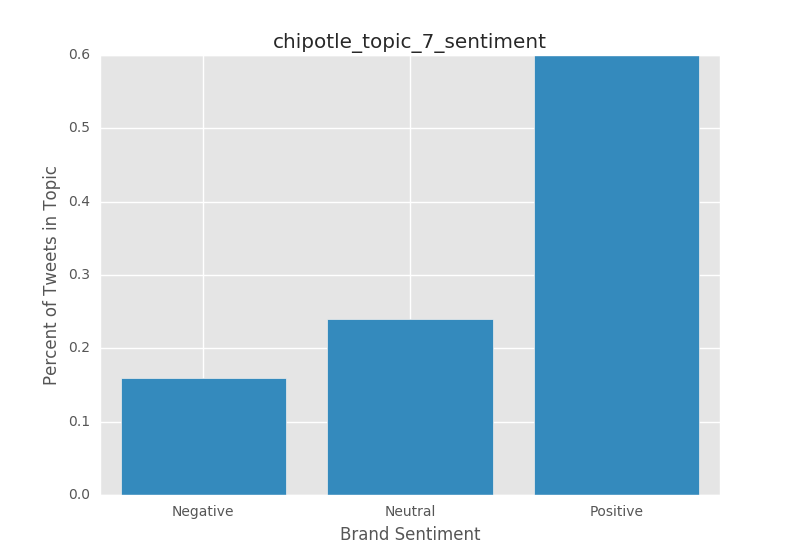 chipotle_topic_7_sentiment
0.6
0.5
0.4
0.3
0.2
0.1
0.0
Percent of Tweets in Topic
Negative
Neutral
Positive
Brand Sentiment